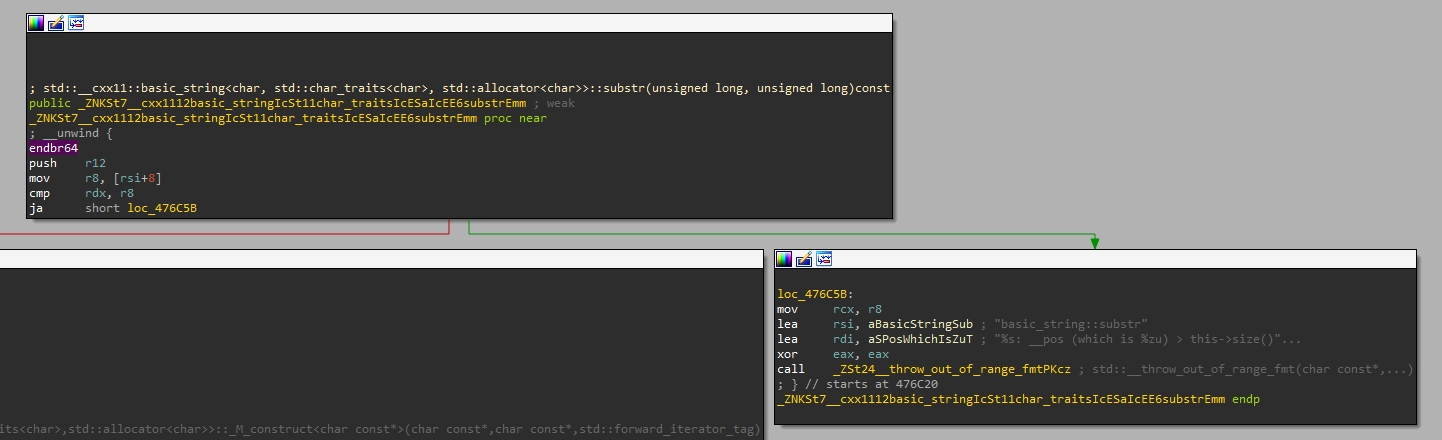 ; std::__cxx11::basic_string<char, std::char_traits<char>, std::allocator<char>>::substr(unsigned long, unsigned long)const
public _ZNKSt7__cxx1112basic_stringIcSt11char_traitsIcESaIcEE6substrEmm ; weak
_ZNKSt7__cxx1112basic_stringIcSt11char_traitsIcESaIcEE6substrEmm proc near
; __unwind {
endbr64
push    r12
mov     r8, [rsi+8]
cmp     rdx, r8
ja      short loc_476C5B
its<char>,std::allocator<char>>::_M_construct<char const*>(char const*,char const*,std::forward_iterator_tag)
loc_476C5B:
mov     rcx, r8
lea     rsi, aBasicStringSub ; "basic_string::substr"
lea     rdi, aSPosWhichIsZuT ; "%s: __pos (which is %zu) > this->size()"...
xor     eax, eax
call    _ZSt24__throw_out_of_range_fmtPKcz ; std::__throw_out_of_range_fmt(char const*,...)
; } // starts at 476C20
_ZNKSt7__cxx1112basic_stringIcSt11char_traitsIcESaIcEE6substrEmm endp